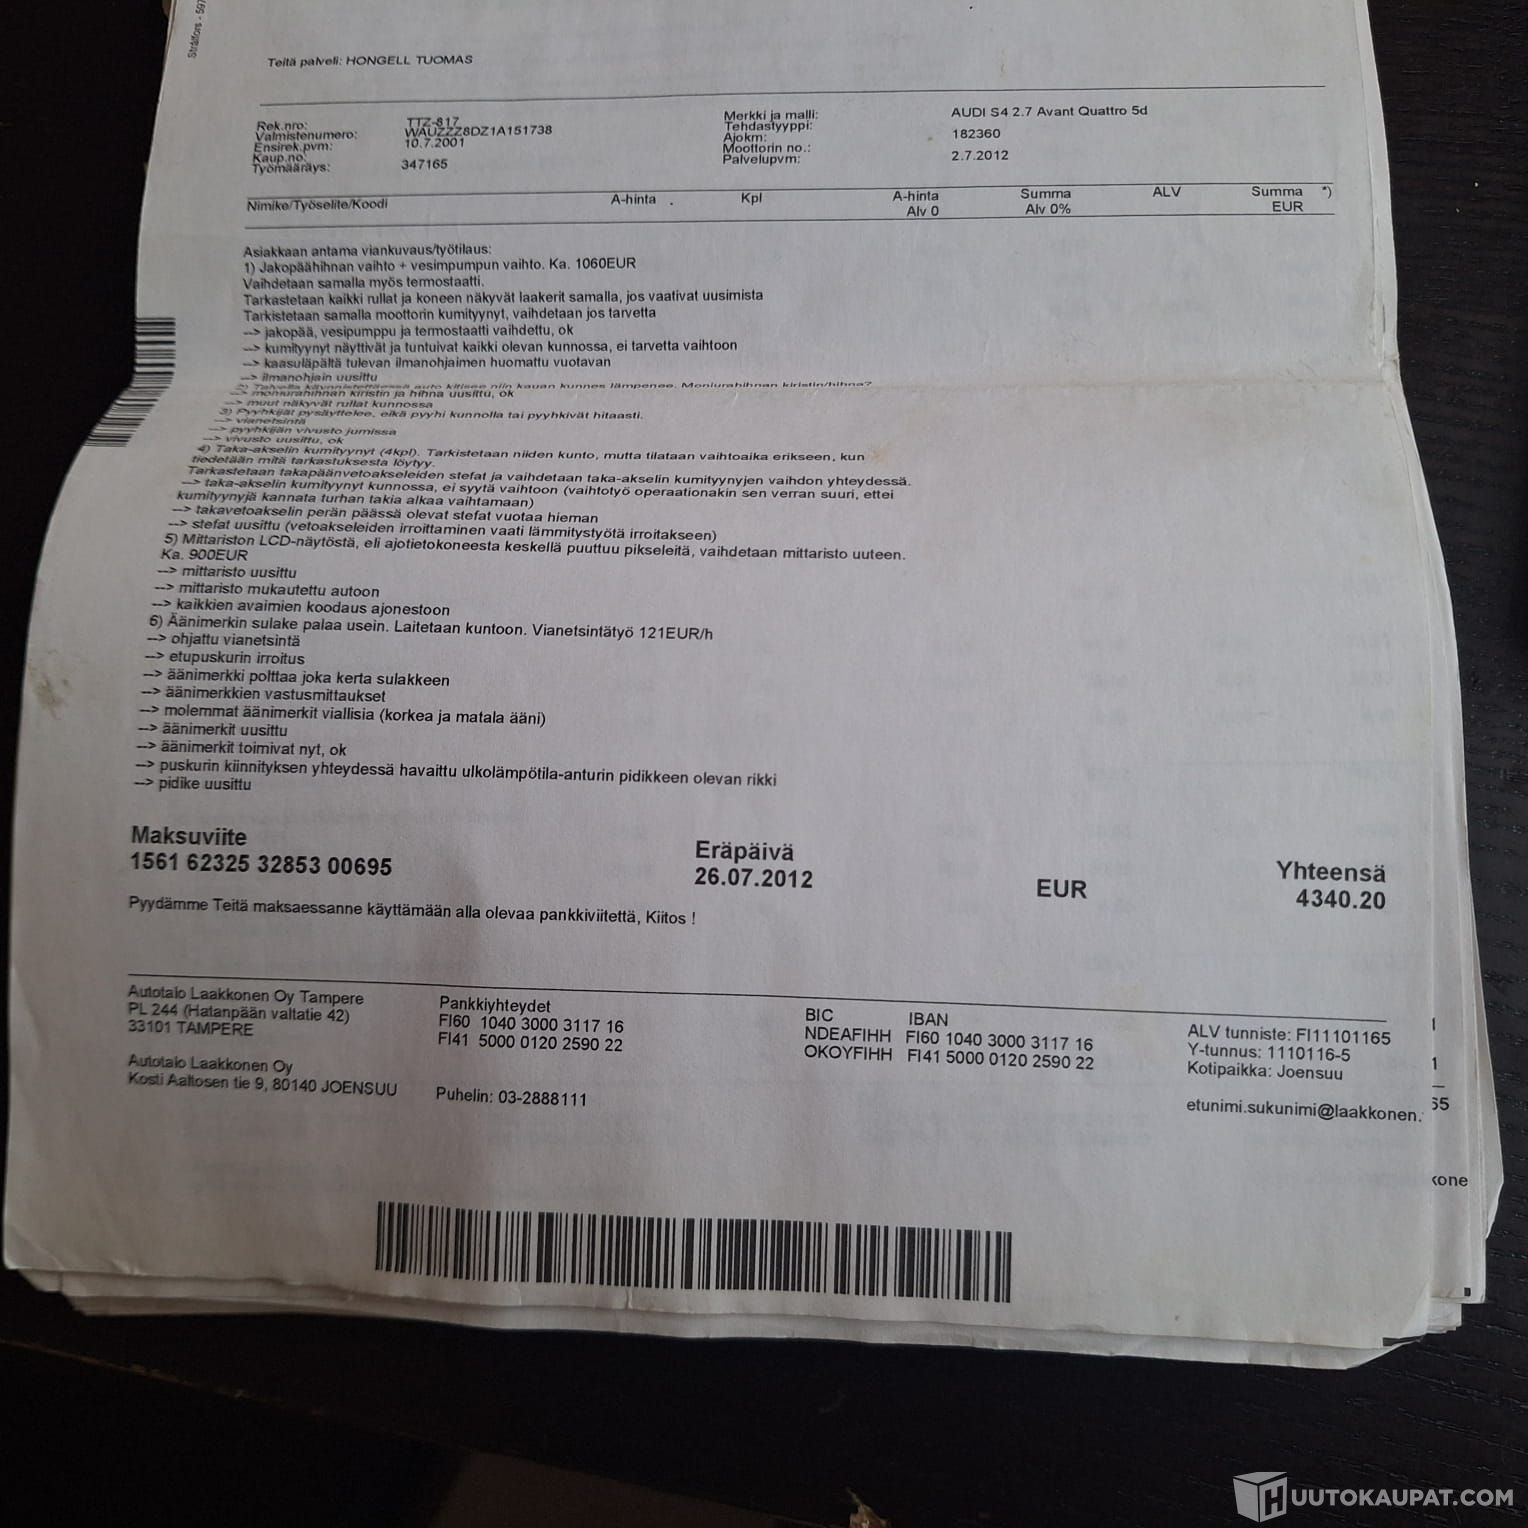 Strålfors - 597
Teitä palveli: HONGELL TUOMAS
Rek.nro: TTZ-817 Merkki ja malli: AUDI S4 2.7 Avant Quattro 5d
Valmistenumero: WAUZZZ8DZ1A151738 Tehdastyyppi:
Ensirek.pvm: 10.7.2001 Ajokm: 182360
Kaup.no: Moottorin no.:
Työmääräys: 347165 Palvelupvm: 2.7.2012
Nimike/Työselite/Koodi A-hinta Kpl A-hinta Summa ALV Summa *)
Alv 0 Alv 0% EUR
Asiakkaan antama viankuvaus/työtilaus:
1) Jakopäähihnan vaihto + vesimpumpun vaihto. Ka. 1060EUR
Vaihdetaan samalla myös termostaatti.
Tarkastetaan kaikki rullat ja koneen näkyvät laakerit samalla, jos vaativat uusimista
Tarkistetaan samalla moottorin kumityynyt, vaihdetaan jos tarvetta
--> jakopää, vesipumppu ja termostaatti vaihdettu, ok
--> kumityynyt näyttivät ja tuntuivat kaikki olevan kunnossa, ei tarvetta vaihtoon
--> kaasuläpältä tulevan ilmanohjaimen huomattu vuotavan
--> ilmanohjain uusittu
2) Talvella käynnistettäessä auto kitisee niin kauan kunnes lämpenee. Moniurahihnan kiristin/hihna?
--> moniurahihnan kiristin ja hihna uusittu, ok
--> muut näkyvät rullat kunnossa
3) Pyyhkijät pysäyttelee, eikä pyyhi kunnolla tai pyyhkivät hitaasti.
--> vianetsintä
--> pyyhkijän vivusto jumissa
--> vivusto uusittu, ok
4) Taka-akselin kumityynyt (4kpl). Tarkistetaan niiden kunto, mutta tilataan vaihtoaika erikseen, kun
tiedetään mitä tarkastuksesta löytyy.
Tarkastetaan takapäänvetoakseleiden stefat ja vaihdetaan taka-akselin kumityynyjen vaihdon yhteydessä.
--> taka-akselin kumityynyt kunnossa, ei syytä vaihtoon (vaihtotyö operaationakin sen verran suuri, ettei
kumityynyjä kannata turhan takia alkaa vaihtamaan)
--> takavetoakselin perän päässä olevat stefat vuotaa hieman
--> stefat uusittu (vetoakseleiden irroittaminen vaati lämmitystyötä irroitakseen)
5) Mittariston LCD-näytöstä, eli ajotietokoneesta keskellä puuttuu pikseleitä, vaihdetaan mittaristo uuteen.
Ka. 900EUR
--> mittaristo uusittu
--> mittaristo mukautettu autoon
--> kaikkien avaimien koodaus ajonestoon
6) Äänimerkin sulake palaa usein. Laitetaan kuntoon. Vianetsintätyö 121EUR/h
--> ohjattu vianetsintä
--> etupuskurin irroitus
--> äänimerkki polttaa joka kerta sulakkeen
--> äänimerkkien vastusmittaukset
--> molemmat äänimerkit viallisia (korkea ja matala ääni)
--> äänimerkit uusittu
--> äänimerkit toimivat nyt, ok
--> puskurin kiinnityksen yhteydessä havaittu ulkolämpötila-anturin pidikkeen olevan rikki
--> pidike uusittu
Maksuviite Eräpäivä Yhteensä
1561 62325 32853 00695 26.07.2012 EUR 4340.20
Pyydämme Teitä maksaessanne käyttämään alla olevaa pankkiviitettä, Kiitos !
Autotalo Laakkonen Oy Tampere Pankkiyhteydet BIC IBAN ALV tunniste: FI11101165
PL 244 (Hatanpään valtatie 42) FI60 1040 3000 3117 16 NDEAFIHH FI60 1040 3000 3117 16 Y-tunnus: 1110116-5
33101 TAMPERE FI41 5000 0120 2590 22 OKOYFIHH FI41 5000 0120 2590 22 Kotipaikka: Joensuu
Autotalo Laakkonen Oy
Kosti Aaltosen tie 9, 80140 JOENSUU Puhelin: 03-2888111 etunimi.sukunimi@laakkonen.
1
65
kone
HUUTOKAUPAT.COM